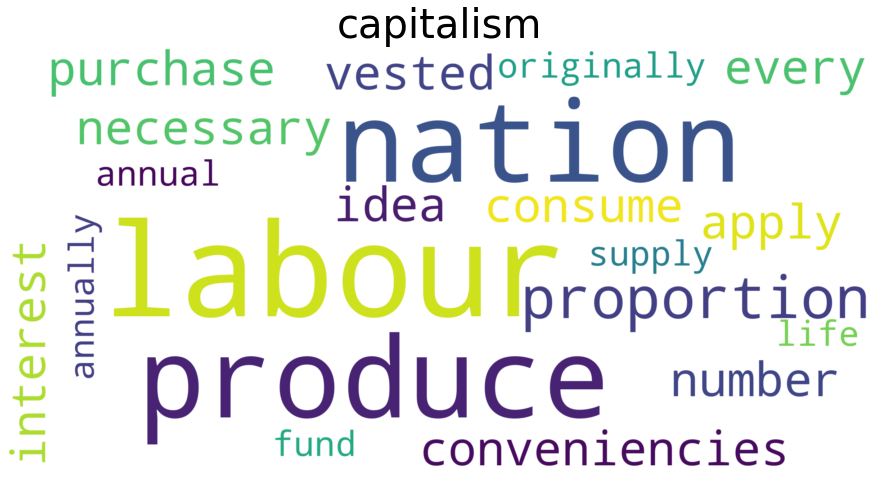 capitalism
purchase vested originally every
necessary nation
annual idea consume apply
labour supply
interest annually proportion
life
produce number
fund conveniencies